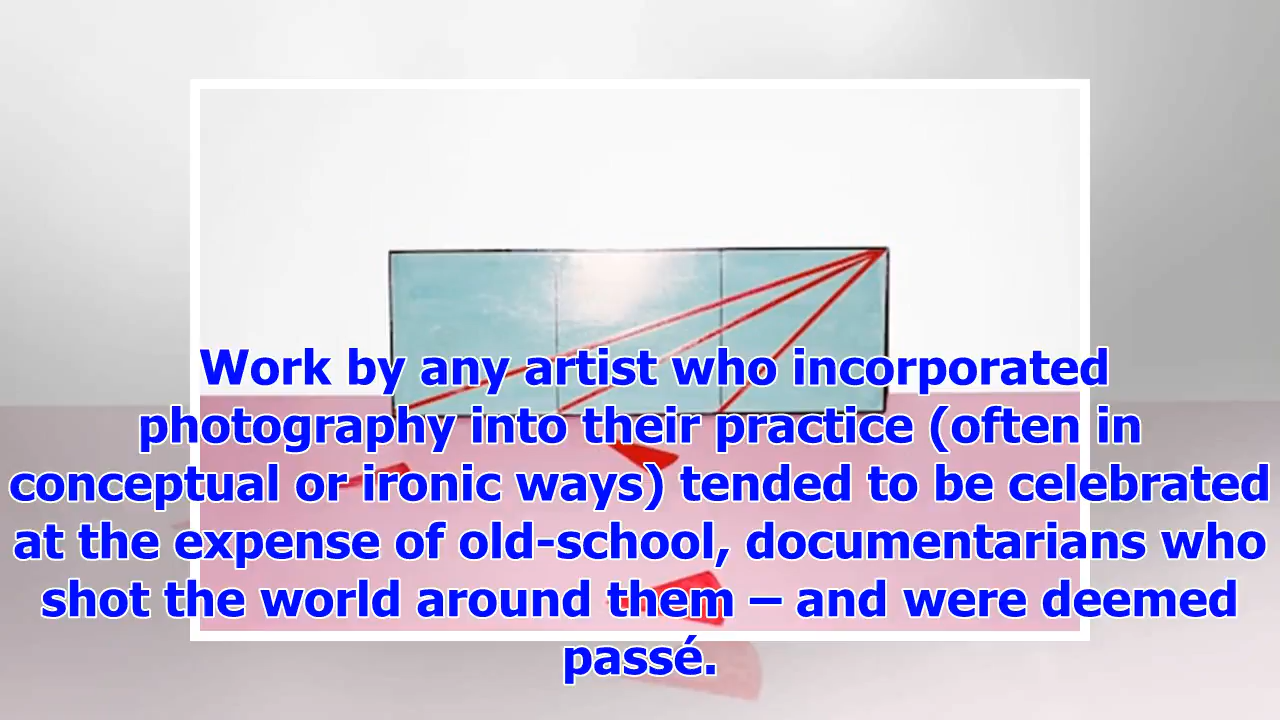 Work by any artist who incorporated
photography into their practice (often in
conceptual or ironic ways) tended to be celebrated
at the expense of old-school, documentarians who
shot the world around them – and were deemed
passé.